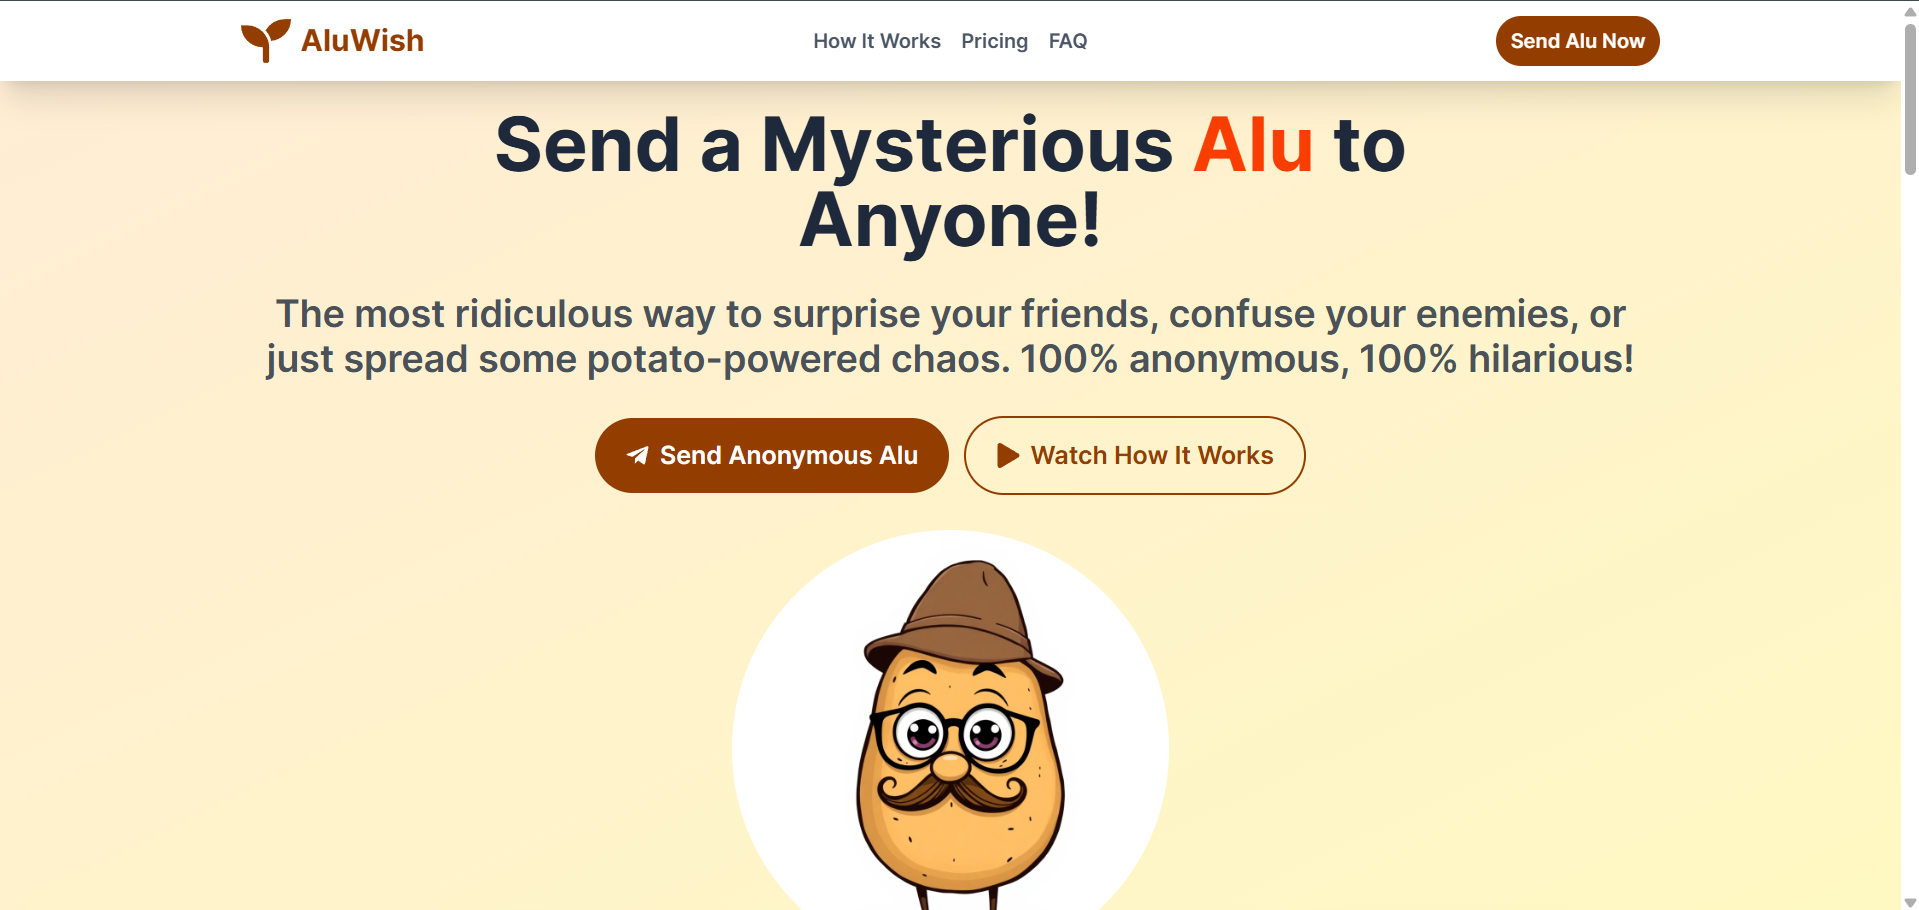 AluWish
How It Works
Pricing
FAQ
Send Alu Now
Send a Mysterious Alu to
Anyone!
The most ridiculous way to surprise your friends, confuse your enemies, or
just spread some potato-powered chaos. 100% anonymous, 100% hilarious!
Send Anonymous Alu
Watch How It Works